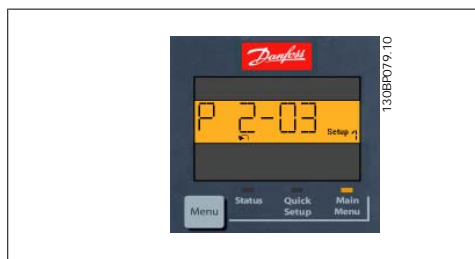 Danfoss
P 2-03
Setup 1
Status
Quick Setup
Main Menu
Menu
130BP079.10